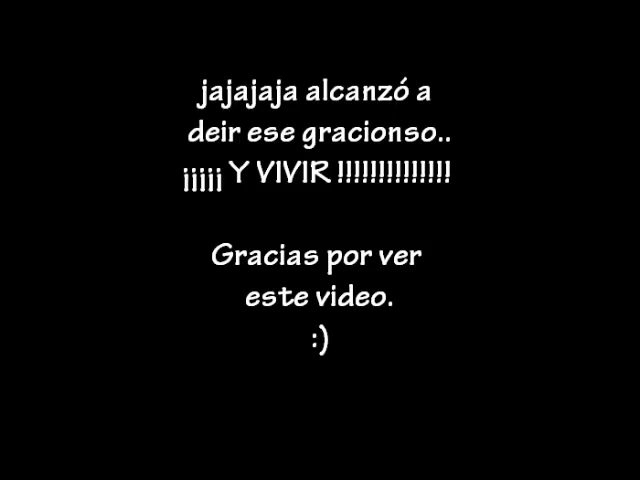 jajajaja alcanzó a
deir ese gracionso..
¡¡¡¡¡ Y VIVIR !!!!!!!!!!!!!!
Gracias por ver
este video.
:)